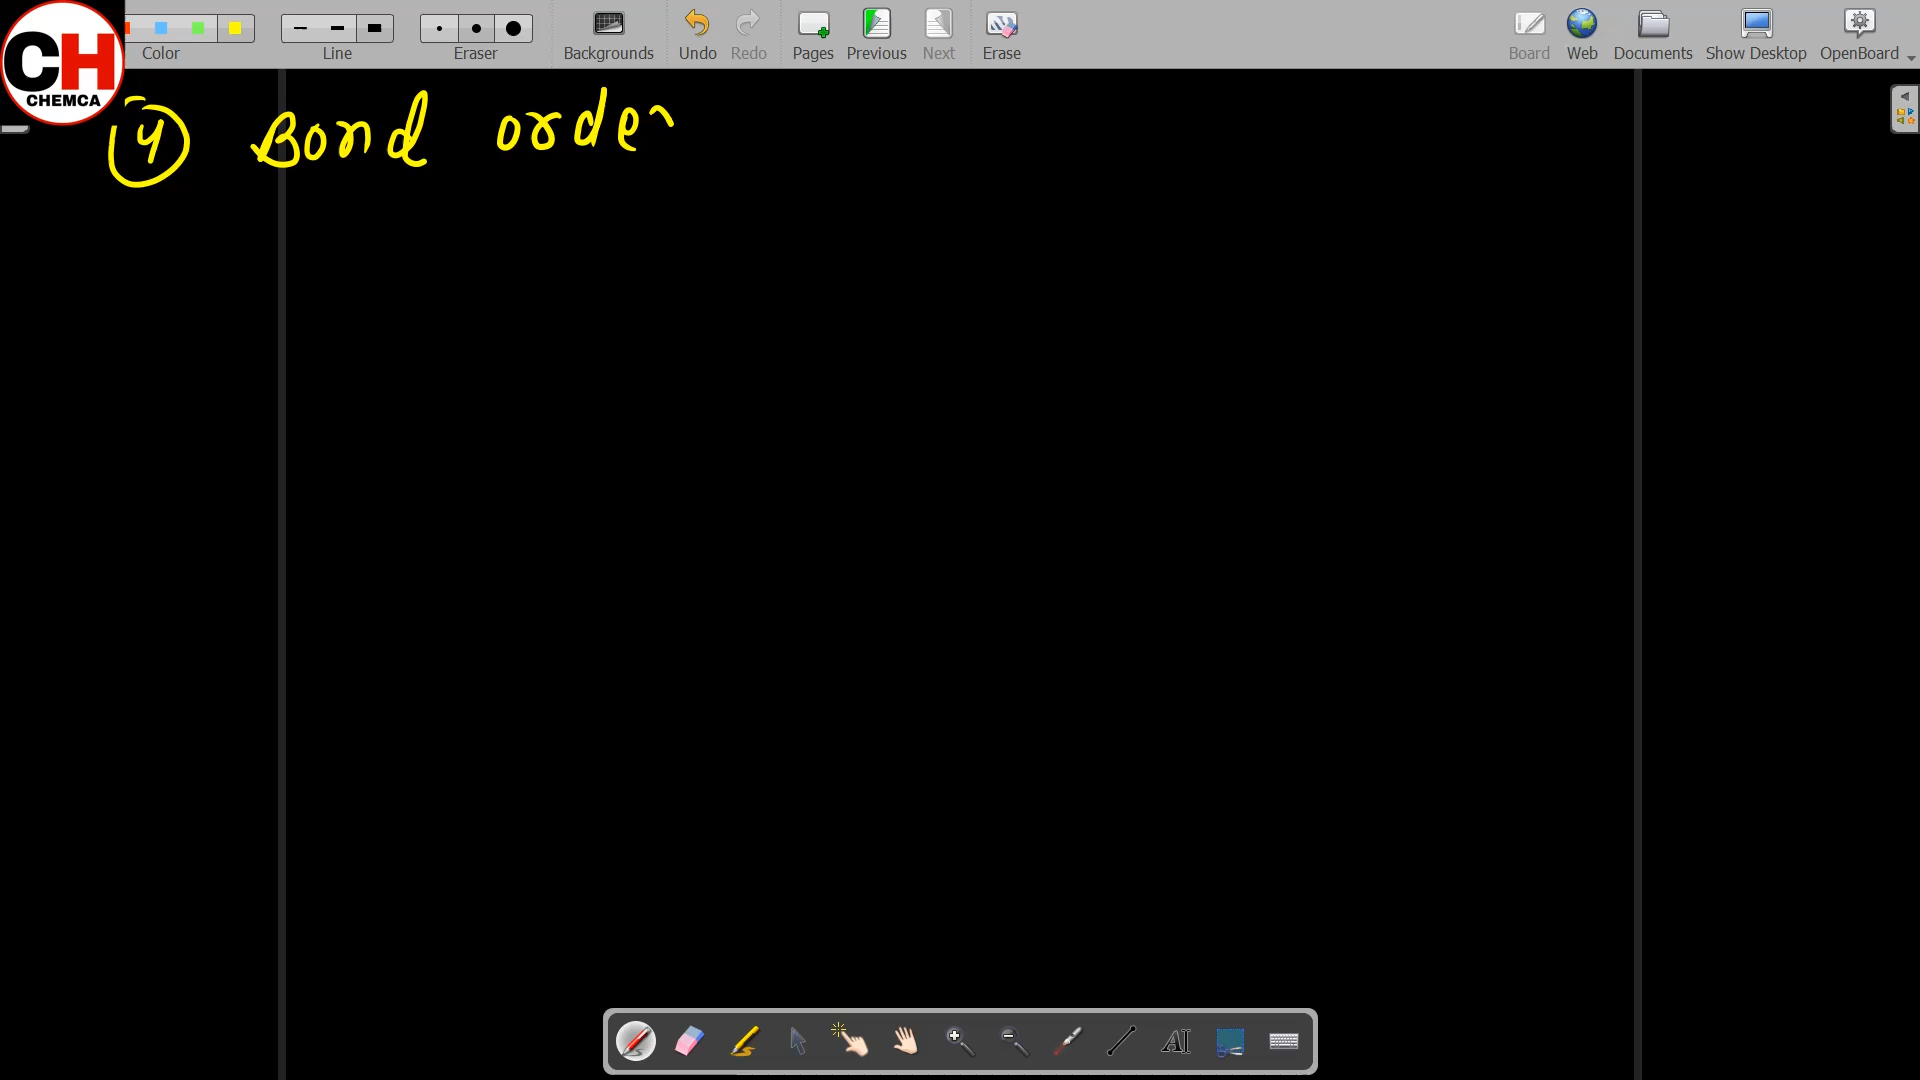 CH
CHEMCA
Color
Line
Eraser
Backgrounds
Undo
Redo
Pages
Previous
Next
Erase
Board
Web
Documents
Show Desktop
OpenBoard
4 Bond order
AI